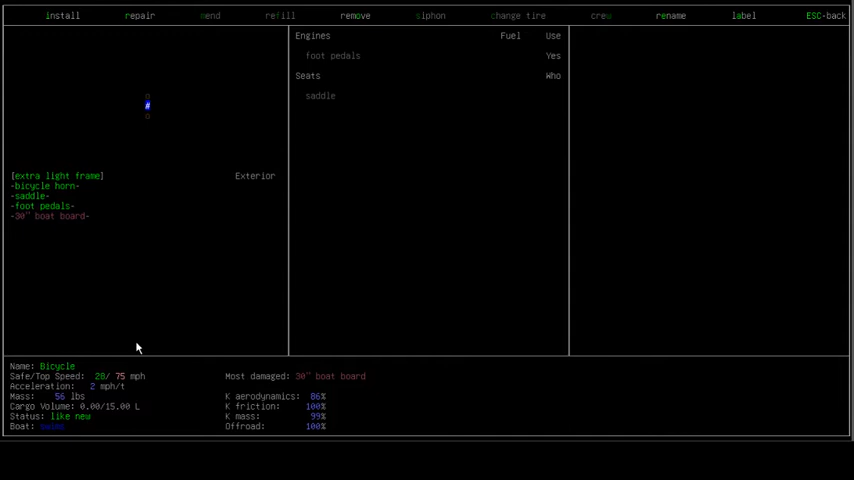 install repair mend refill remove siphon change tire crew rename label ESC-back
Engines Fuel Use
foot pedals Yes
Seats Who
saddle
#
[extra light frame] Exterior
-bicycle horn-
-saddle-
-foot pedals-
-30" boat board-
Name: Bicycle
Safe/Top Speed: 28/ 75 mph Most damaged: 30" boat board
Acceleration: 2 mph/t
Mass: 56 lbs K aerodynamics: 86%
Cargo Volume: 0.00/15.00 L K friction: 100%
Status: like new K mass: 99%
Boat: Offroad: 100%